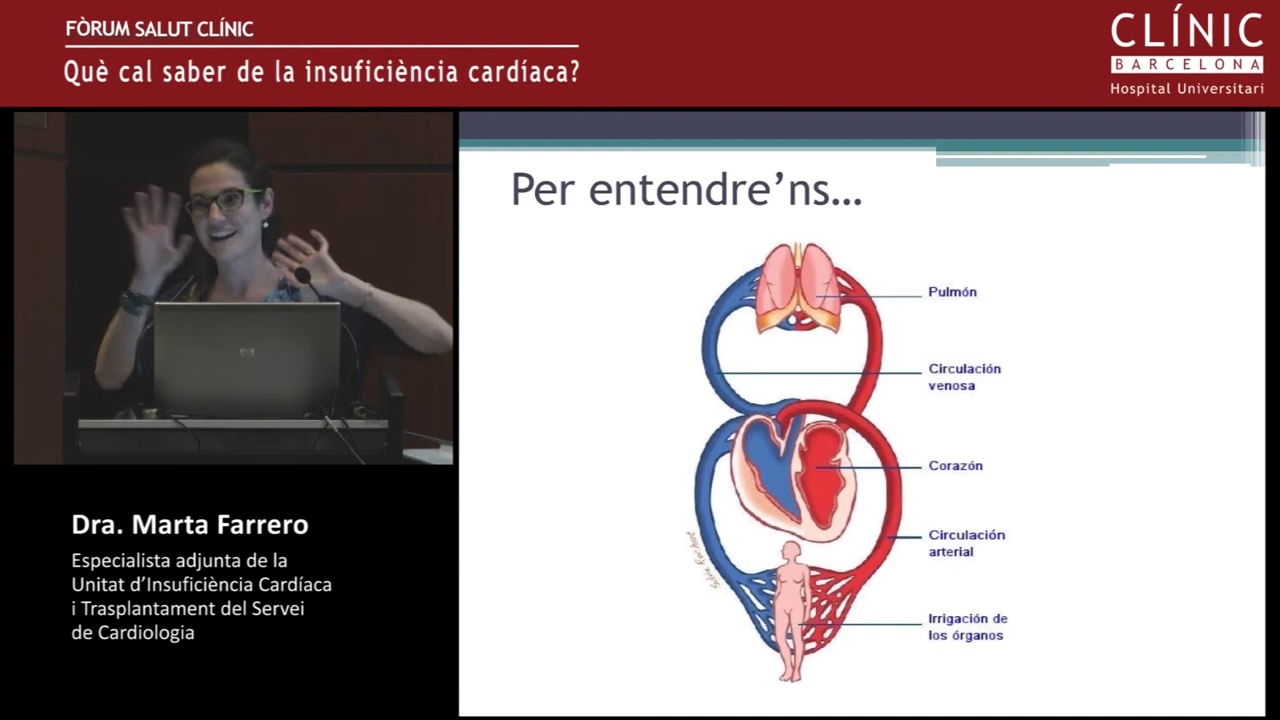 FÒRUM SALUT CLÍNIC
Què cal saber de la insuficiència cardíaca?
CLÍNIC
BARCELONA
Hospital Universitari
Per entendre’ns...
Pulmón
Circulación
venosa
Corazón
Circulación
arterial
Irrigación de
los órganos
hp
Dra. Marta Farrero
Especialista adjunta de la
Unitat d’Insuficiència Cardíaca
i Trasplantament del Servei
de Cardiologia